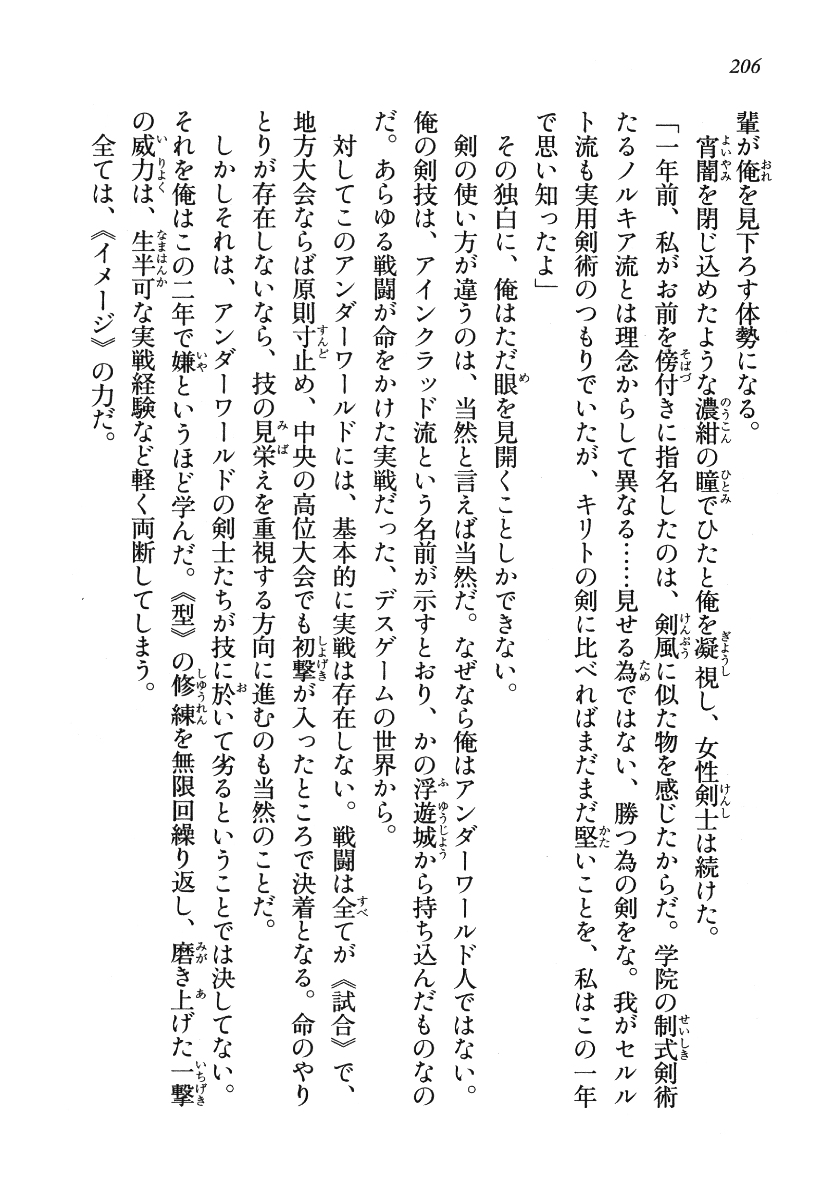 206
輩が俺を見下ろす体勢になる。
宵闇を閉じ込めたような濃紺の瞳でひたと俺を凝視し、女性剣士は続けた。
「一年前、私がお前を傍付きに指名したのは、剣風に似た物を感じたからだ。学院の制式剣術
たるノルキア流とは理念からして異なる……見せる為ではない、勝つ為の剣をな。我がセルル
ト流も実用剣術のつもりでいたが、キリトの剣に比べればまだまだ堅いことを、私はこの一年
で思い知ったよ」
その独白に、俺はただ眼を見開くことしかできない。
剣の使い方が違うのは、当然と言えば当然だ。なぜなら俺はアンダーワールド人ではない。
俺の剣技は、アインクラッド流という名前が示すとおり、かの浮遊城から持ち込んだものなの
だ。あらゆる戦闘が命をかけた実戦だった、デスゲームの世界から。
対してこのアンダーワールドには、基本的に実戦は存在しない。戦闘は全てが《試合》で、
地方大会ならば原則寸止め、中央の高位大会でも初撃が入ったところで決着となる。命のやり
とりが存在しないなら、技の見栄えを重視する方向に進むのも当然のことだ。
しかしそれは、アンダーワールドの剣士たちが技に於いて劣るということでは決してない。
それを俺はこの二年で嫌というほど学んだ。《型》の修練を無限回繰り返し、磨き上げた一撃
の威力は、生半可な実戦経験など軽く両断してしまう。
全ては、《イメージ》の力だ。